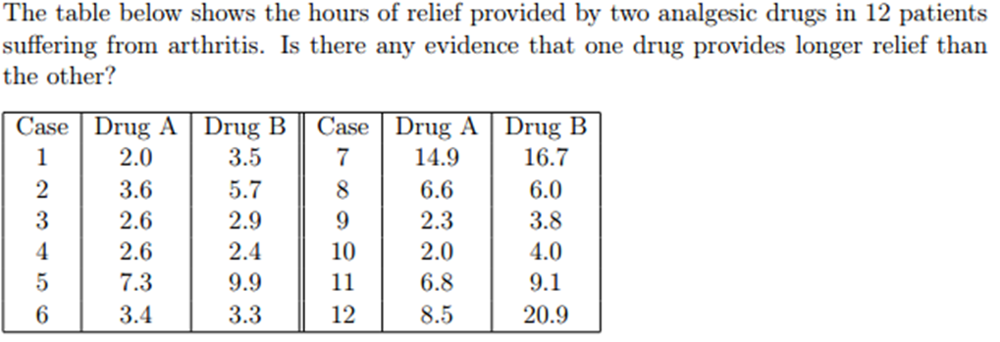 The table below shows the hours of relief provided by two analgesic drugs in 12 patients
suffering from arthritis. Is there any evidence that one drug provides longer relief than
the other?
Case Drug A Drug B Case Drug A Drug B
1 2.0 3.5 7 14.9 16.7
2 3.6 5.7 8 6.6 6.0
3 2.6 2.9 9 2.3 3.8
4 2.6 2.4 10 2.0 4.0
5 7.3 9.9 11 6.8 9.1
6 3.4 3.3 12 8.5 20.9